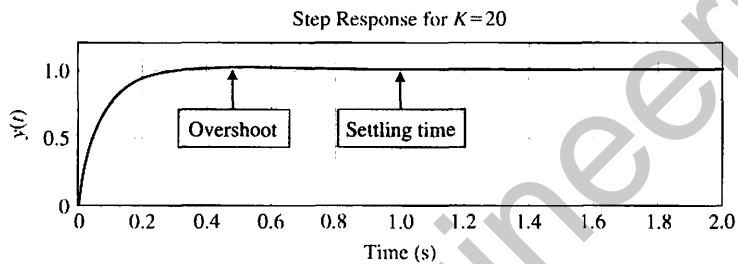 Step Response for K=20
y(t)
1.0
0.5
0
Overshoot
Settling time
0 0.2 0.4 0.6 0.8 1.0 1.2 1.4 1.6 1.8 2.0
Time (s)